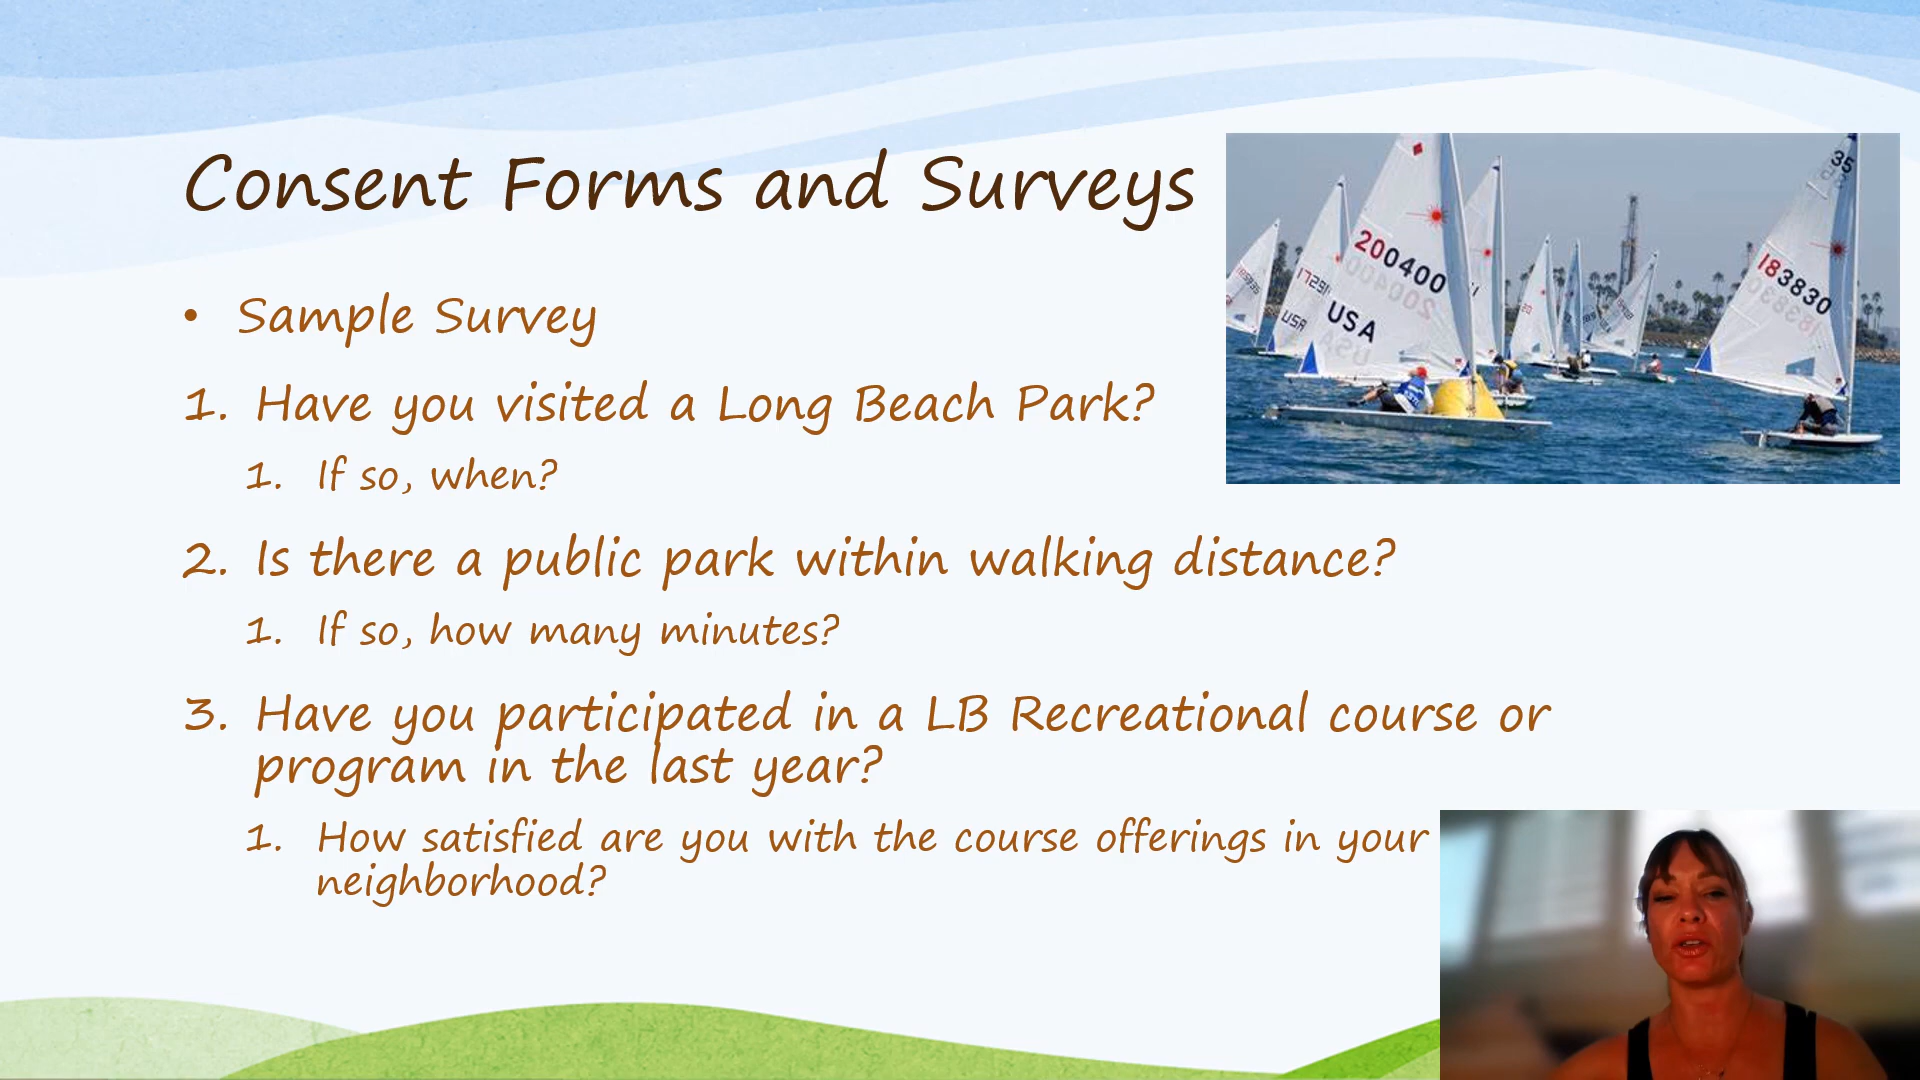 Consent Forms and Surveys
• Sample Survey
1. Have you visited a Long Beach Park?
1. If so, when?
2. Is there a public park within walking distance?
1. If so, how many minutes?
3. Have you participated in a LB Recreational course or
program in the last year?
1. How satisfied are you with the course offerings in your
neighborhood?
200400
USA
USA
183830
35